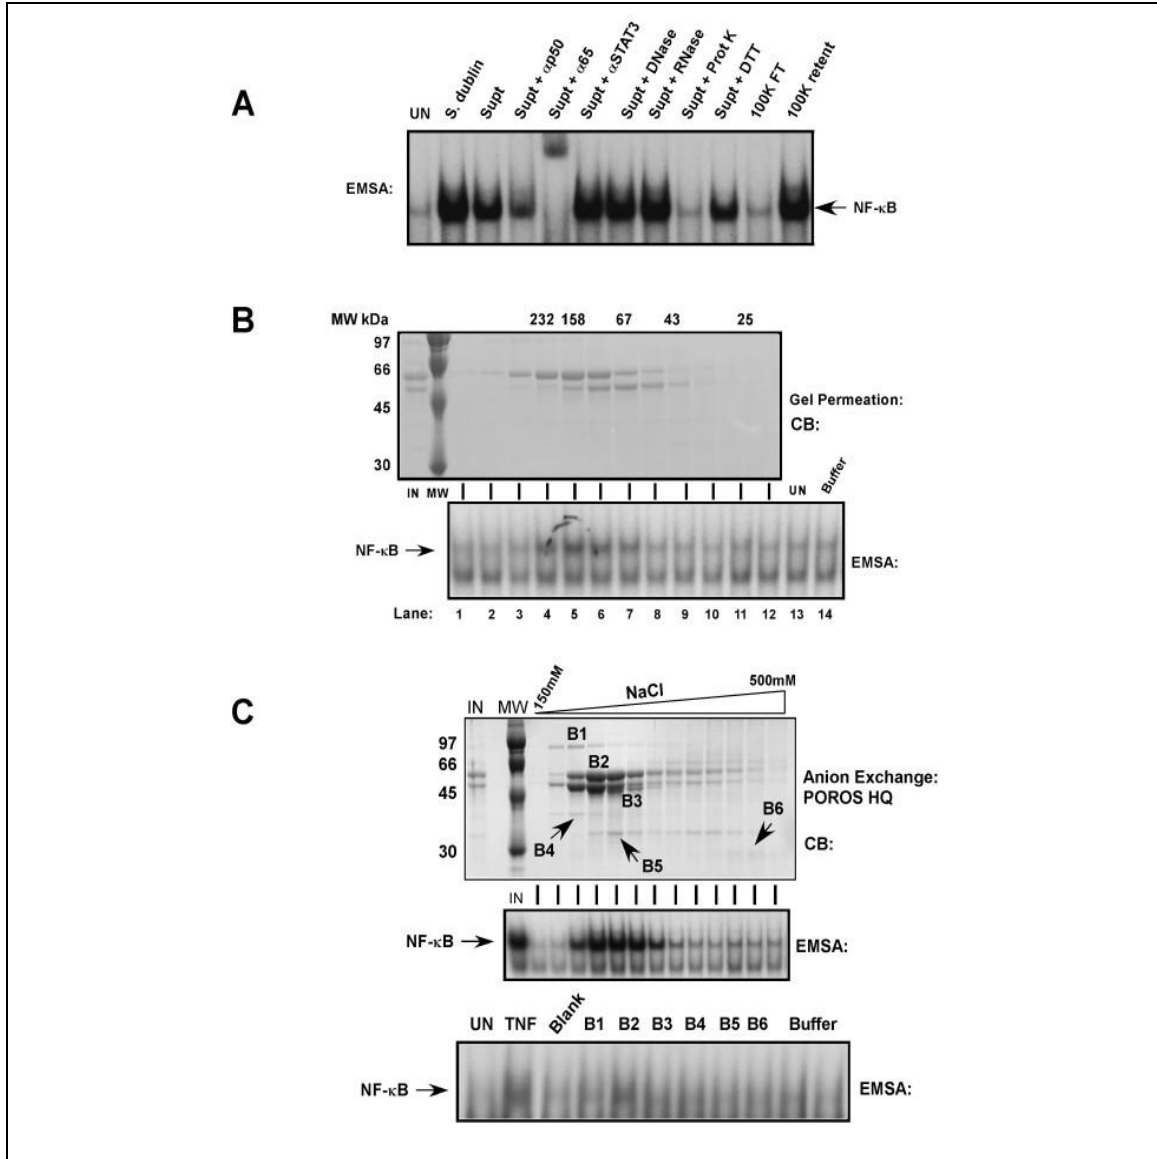 A
UN S. dublin Supt Supt + αp50 Supt + α65 Supt + αSTAT3 Supt + DNase Supt + RNase Supt + Prot K Supt + DTT 100K FT 100K retent
EMSA:
NF-κB
B
MW kDa 232 158 67 43 25
97
66
45
30
Gel Permeation:
CB:
IN MW UN Buffer
NF-κB
EMSA:
Lane: 1 2 3 4 5 6 7 8 9 10 11 12 13 14
C
IN MW 150mM NaCl 500mM
97
66
45
30
B1
B2
B3
B4
B5
B6
Anion Exchange:
POROS HQ
CB:
IN
NF-κB
EMSA:
UN TNF Blank B1 B2 B3 B4 B5 B6 Buffer
NF-κB
EMSA: